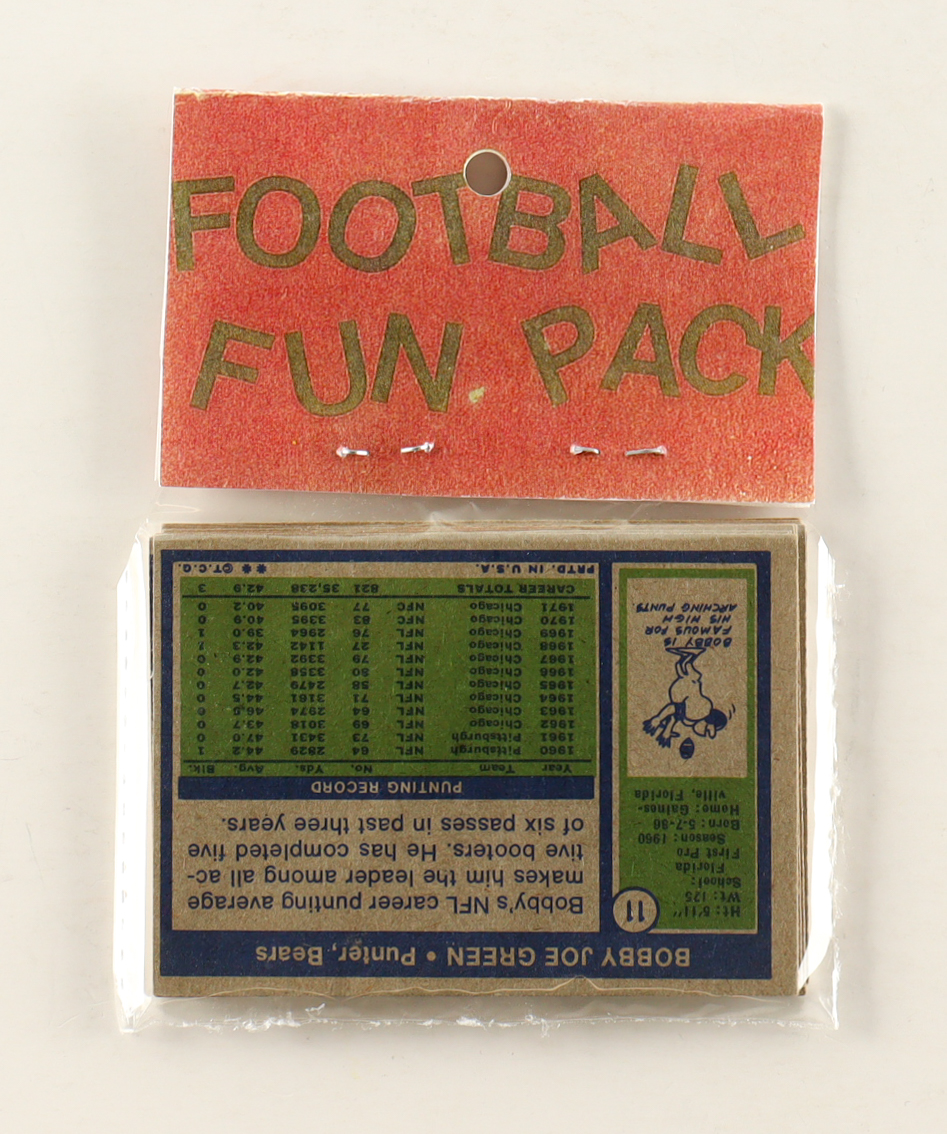 FOOTBALL
FUN PACK
BOBBY JOE GREEN • Punter, Bears
11
Ht: 5'11"
Wt: 125
School:
Florida
First Pro
Season: 1960
Home: Gaines-
ville, Florida
Bobby's NFL career punting average
makes him the leader among all ac-
tive booters. He has completed five
of six passes in past three years.
PUNTING RECORD
Year Team No. Yds. Avg. Blk.
1960 Pittsburgh NFL 64 2829 44.2 1
1961 Pittsburgh NFL 73 3431 47.0 0
1962 Chicago NFL 69 3018 43.7 0
1963 Chicago NFL 64 2974 46.5 0
1964 Chicago NFL 71 3161 44.5 0
1965 Chicago NFL 58 2479 42.7 0
1966 Chicago NFL 80 3358 42.0 0
1967 Chicago NFL 79 3392 42.9 0
1968 Chicago NFL 27 1142 42.3 1
1969 Chicago NFL 76 2964 39.0 1
1970 Chicago NFC 83 3395 40.9 0
1971 Chicago NFC 77 3095 40.2 0
CAREER TOTALS 821 35,238 42.9 3
BOBBY IS
FAMOUS FOR
HIS HIGH
ARCHING PUNTS
PRTD. IN U.S.A.
✱ ✱ ©T.C.G.